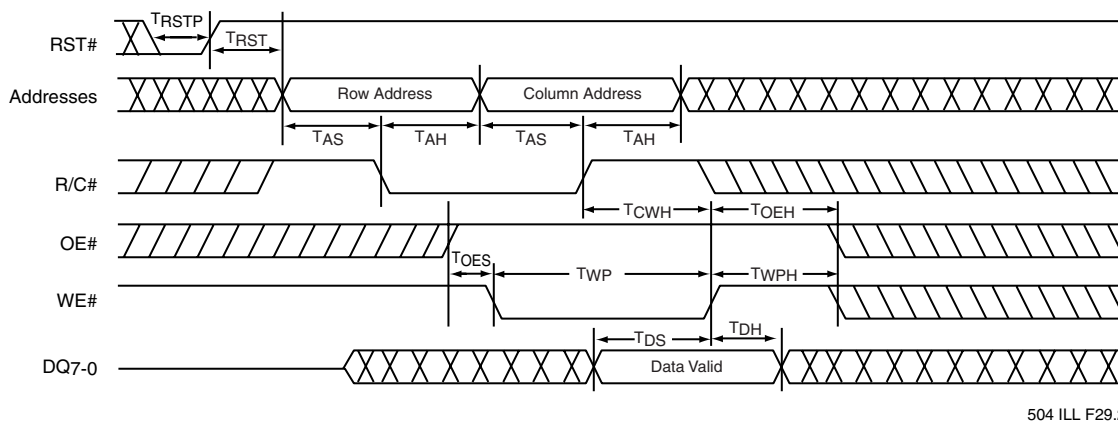 TRSTP
RST#
TRST
Addresses
Row Address
Column Address
TAS
TAH
TAS
TAH
R/C#
TCWH
TOEH
OE#
TOES
TWP
TWPH
WE#
TDS
TDH
DQ7-0
Data Valid
504 ILL F29.